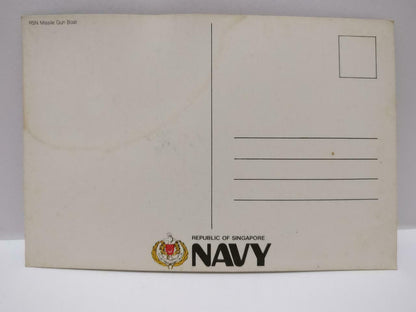 RSN Missile Gun Boat
REPUBLIC OF SINGAPORE
NAVY